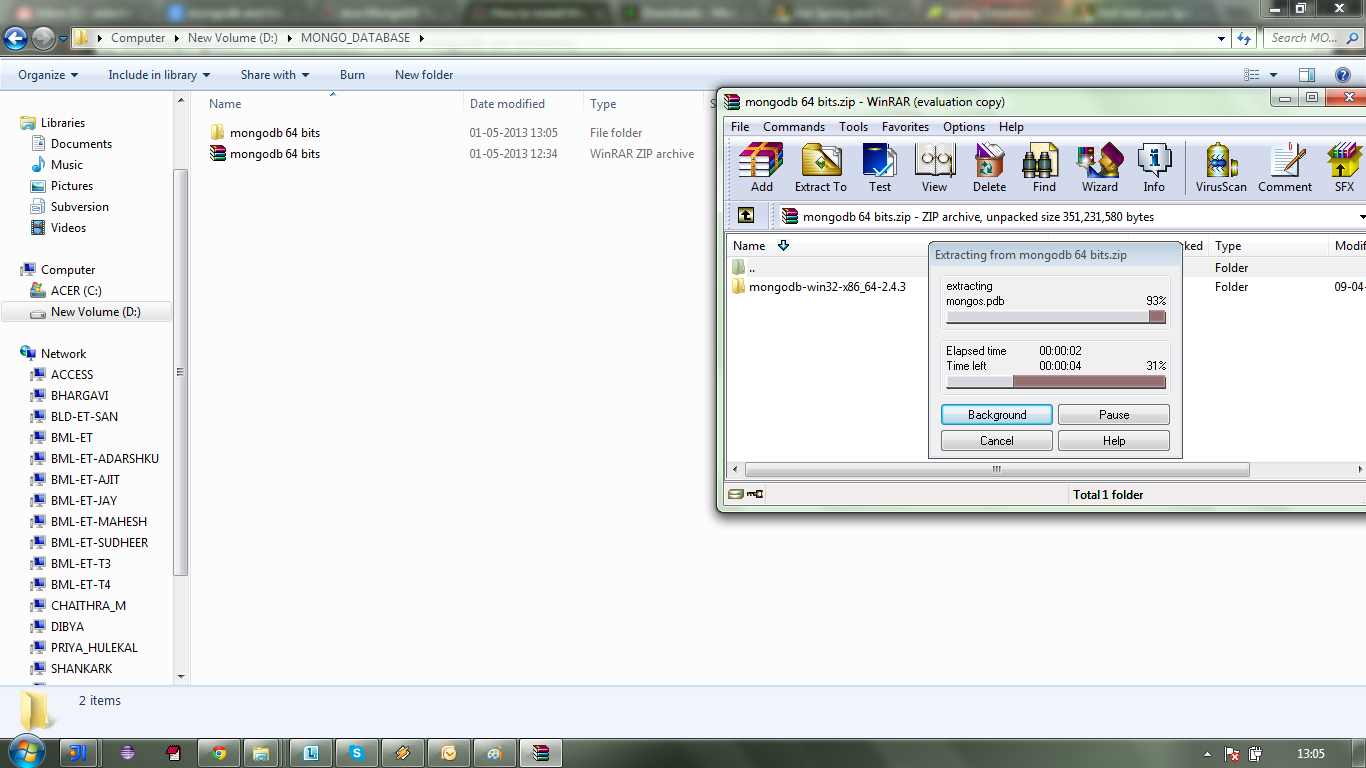 Computer New Volume (D:) MONGO_DATABASE
Search MO...
Organize Include in library Share with Burn New folder
Name Date modified Type S
mongodb 64 bits 01-05-2013 13:05 File folder
mongodb 64 bits 01-05-2013 12:34 WinRAR ZIP archive
Libraries
Documents
Music
Pictures
Subversion
Videos
Computer
ACER (C:)
New Volume (D:)
Network
ACCESS
BHARGAVI
BLD-ET-SAN
BML-ET
BML-ET-ADARSHKU
BML-ET-AJIT
BML-ET-JAY
BML-ET-MAHESH
BML-ET-SUDHEER
BML-ET-T3
BML-ET-T4
CHAITHRA_M
DIBYA
PRIYA_HULEKAL
SHANKARK
2 items
mongodb 64 bits.zip - WinRAR (evaluation copy)
File Commands Tools Favorites Options Help
Add Extract To Test View Delete Find Wizard Info VirusScan Comment SFX
mongodb 64 bits.zip - ZIP archive, unpacked size 351,231,580 bytes
Name ked Type Modif
.. Folder
mongodb-win32-x86_64-2.4.3 Folder 09-04-
Total 1 folder
Extracting from mongodb 64 bits.zip
extracting
mongos.pdb 93%
Elapsed time 00:00:02
Time left 00:00:04 31%
Background Pause
Cancel Help
13:05